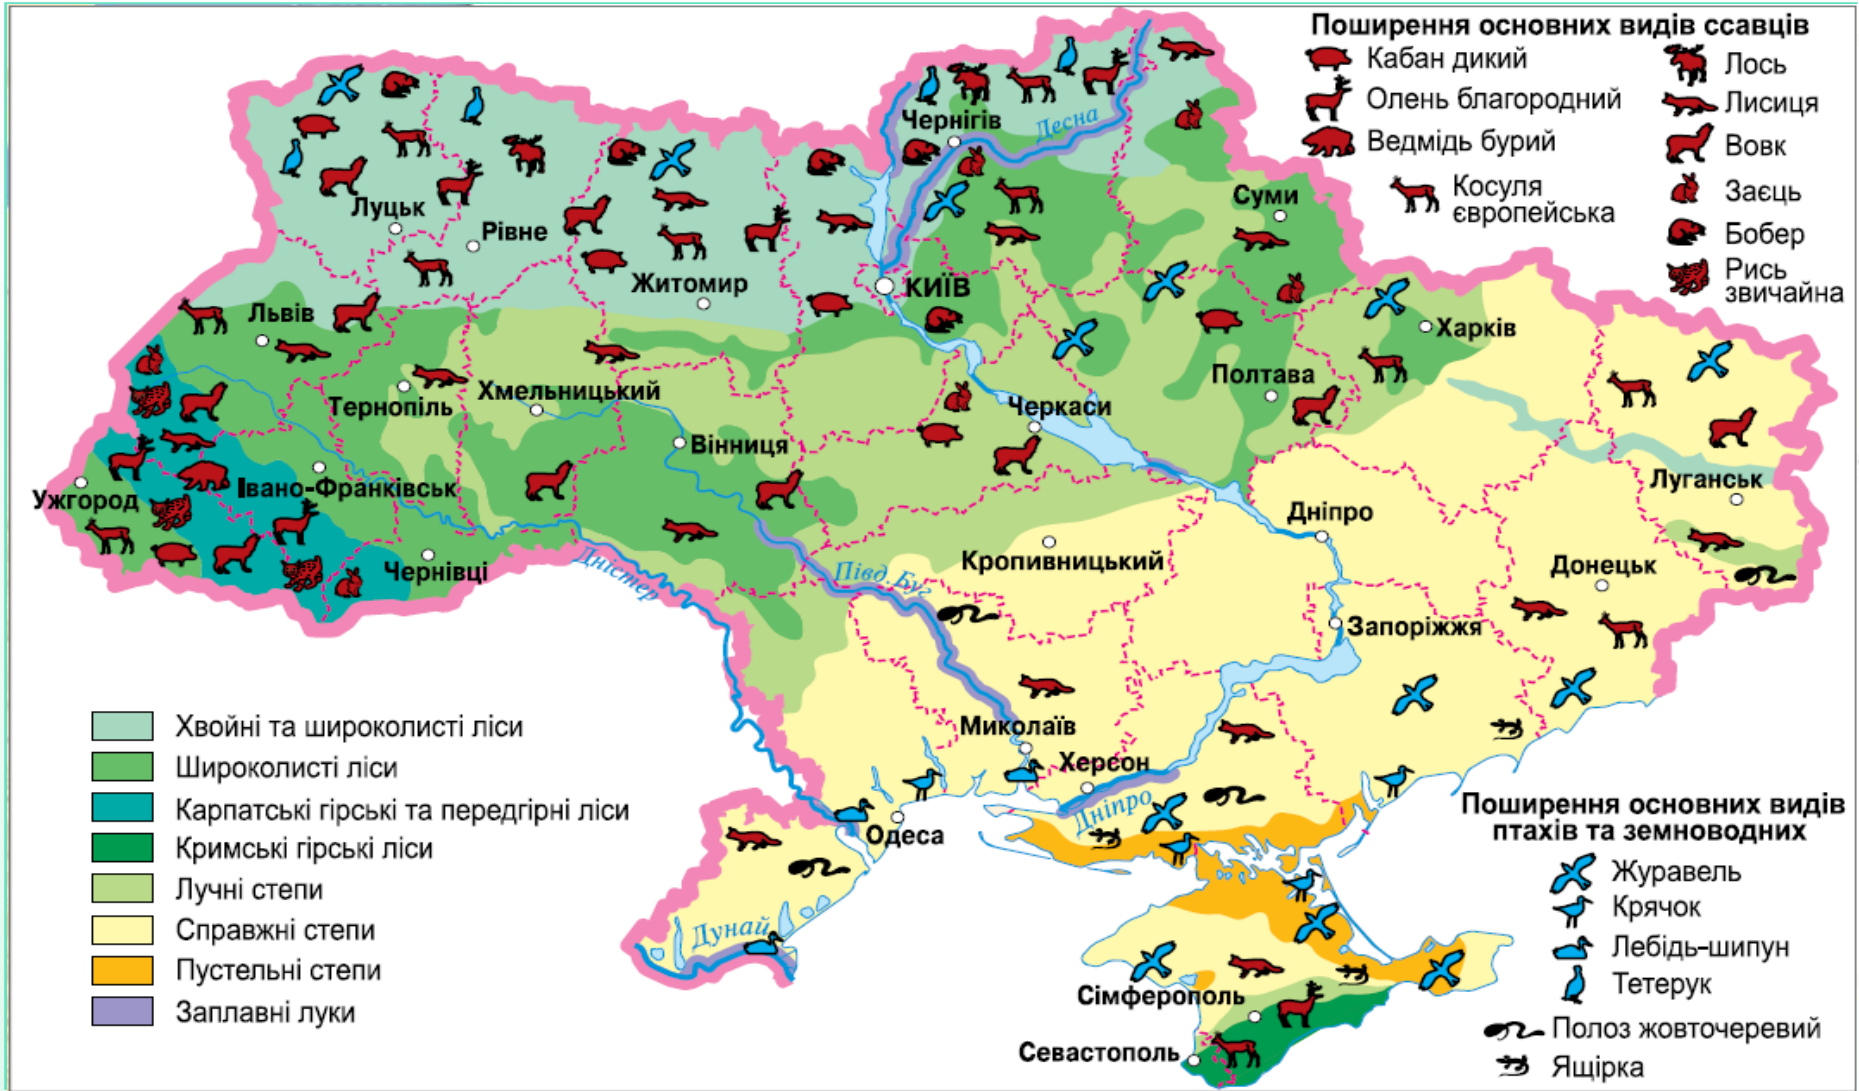 Поширення основних видів ссавців
Кабан дикий
Олень благородний
Ведмідь бурий
Косуля
європейська
Лось
Лисиця
Вовк
Заєць
Бобер
Рись
звичайна
Чернігів
Десна
Суми
Луцьк
Рівне
Житомир
КИЇВ
Львів
Харків
Полтава
Тернопіль
Хмельницький
Черкаси
Вінниця
Луганськ
Ужгород
Івано-Франківськ
Дніпро
Кропивницький
Донецьк
Чернівці
Дністер
Півд. Буг
Запоріжжя
Миколаїв
Херсон
Дніпро
Одеса
Дунай
Сімферополь
Севастополь
Хвойні та широколисті ліси
Широколисті ліси
Карпатські гірські та передгірні ліси
Кримські гірські ліси
Лучні степи
Справжні степи
Пустельні степи
Заплавні луки
Поширення основних видів
птахів та земноводних
Журавель
Крячок
Лебідь-шипун
Тетерук
Полоз жовточеревий
Ящірка